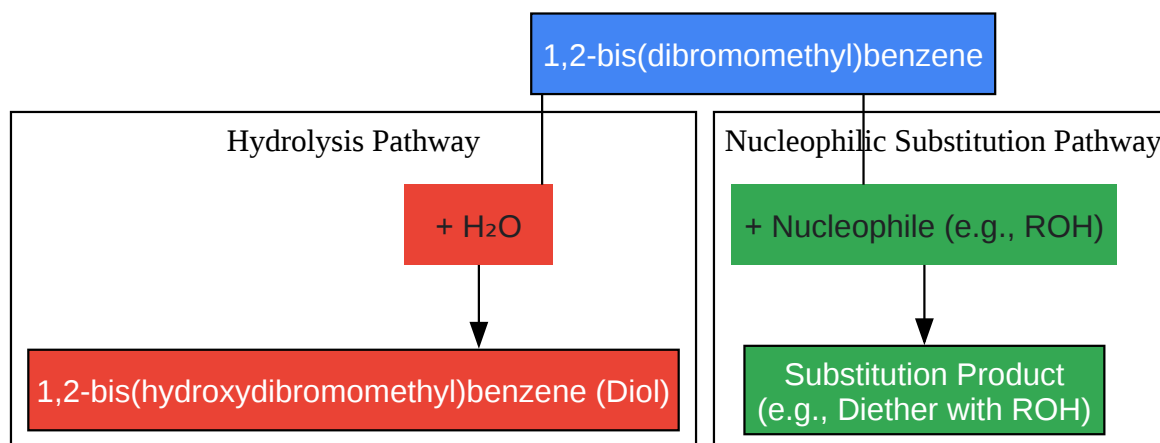 1,2-bis(dibromomethyl)benzene
Hydrolysis Pathway
Nucleophilic Substitution Pathway
+ H₂O
+ Nucleophile (e.g., ROH)
1,2-bis(hydroxydibromomethyl)benzene (Diol)
Substitution Product
(e.g., Diether with ROH)